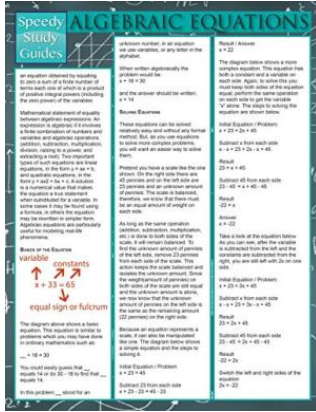 Speedy
Study
Guides
ALGEBRAIC EQUATIONS
an equation obtained by equating
to zero a sum of a finite number of
terms each one of which is a product
of positive integral powers (including
the zero power) of the variables
Mathematical statement of equality
between algebraic expressions. An
expression is algebraic if it involves
a finite combination of numbers and
variables and algebraic operations
(addition, subtraction, multiplication,
division, raising to a power, and
extracting a root). Two important
types of such equations are linear
equations, in the form y = ax + b,
and quadratic equations, in the
form y = ax2 + bx + c. A solution
is a numerical value that makes
the equation a true statement
when substituted for a variable. In
some cases it may be found using
a formula; in others the equation
may be rewritten in simpler form.
Algebraic equations are particularly
useful for modeling real-life
phenomena.
BASICS OF THE EQUATION
variable
constants
x + 33 = 65
equal sign or fulcrum
The diagram above shows a basic
equation. This equation is similar to
problems which you may have done
in ordinary mathematics such as:
__ + 16 = 30
You could easily guess that __
equals 14 or do 30 - 16 to find that __
equals 14.
In this problem __ stood for an
unknown number; in an equation
we use variables, or any letter in the
alphabet.
When written algebraically the
problem would be:
x + 16 = 30
and the answer should be written:
x = 14
SOLVING EQUATIONS
These equations can be solved
relatively easy and without any formal
method. But, as you use equations
to solve more complex problems,
you will want an easier way to solve
them.
Pretend you have a scale like the one
shown. On the right side there are
45 pennies and on the left side are
23 pennies and an unknown amount of
pennies. The scale is balanced,
therefore, we know that there must
be an equal amount of weight on
each side.
As long as the same operation
(addition, subtraction, multiplication,
etc.) is done to both sides of the
scale, it will remain balanced. To
find the unknown amount of pennies
of the left side, remove 23 pennies
from each side of the scale. This
action keeps the scale balanced and
isolates the unknown amount. Since
the weight(amount of pennies) on
both sides of the scale are still equal
and the unknown amount is alone,
we now know that the unknown
amount of pennies on the left side is
the same as the remaining amount
(22 pennies) on the right side.
Because an equation represents a
scale, it can also be manipulated
like one. The diagram below shows
a simple equation and the steps to
solving it.
Initial Equation / Problem
x + 23 = 45
Subtract 23 from each side
x + 23 - 23 = 45 - 23
Result / Answer
x = 22
The diagram below shows a more
complex equation. This equation has
both a constant and a variable on
each side. Again, to solve this you
must keep both sides of the equation
equal; perform the same operation
on each side to get the variable
"x" alone. The steps to solving the
equation are shown below.
Initial Equation / Problem
x + 23 = 2x + 45
Subtract x from each side
x - x + 23 = 2x - x + 45
Result
23 = x + 45
Subtract 45 from each side
23 - 45 = x + 45 - 45
Result
-22 = x
Answer
x = -22
Take a look at the equation below.
As you can see, after the variable
is subtracted from the left and the
constants are subtracted from the
right, you are still left with 2x on one
side.
Initial Equation / Problem
x + 23 = 3x + 45
Subtract x from each side
x - x + 23 = 3x - x + 45
Result
23 = 2x + 45
Subtract 45 from each side
23 - 45 = 2x + 45 - 45
Result
-22 = 2x
Switch the left and right sides of the
equation
2x = -22